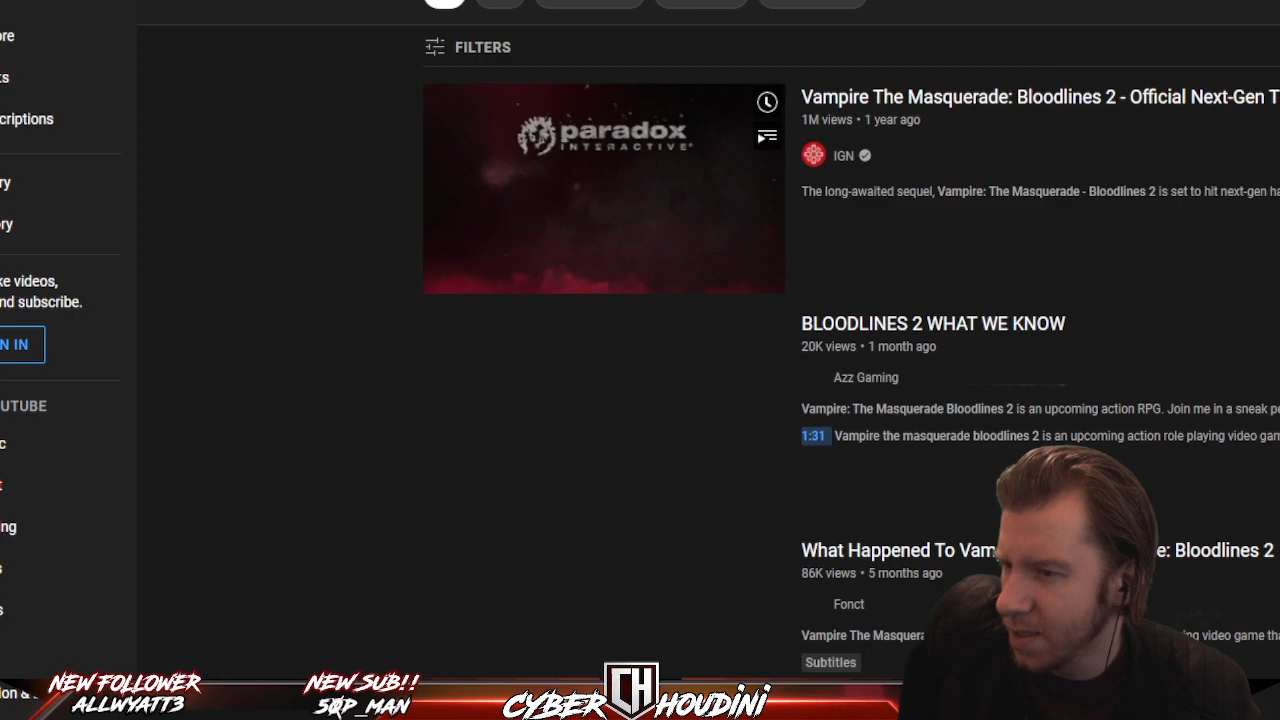 ore
ts
criptions
ry
ory
ke videos,
nd subscribe.
N IN
UTUBE
c
t
ing
s
s
FILTERS
paradox
INTERACTIVE
Vampire The Masquerade: Bloodlines 2 - Official Next-Gen T
1M views • 1 year ago
IGN
The long-awaited sequel, Vampire: The Masquerade - Bloodlines 2 is set to hit next-gen ha
BLOODLINES 2 WHAT WE KNOW
20K views • 1 month ago
Azz Gaming
Vampire: The Masquerade Bloodlines 2 is an upcoming action RPG. Join me in a sneak pe
1:31 Vampire the masquerade bloodlines 2 is an upcoming action role playing video gam
What Happened To Vam e: Bloodlines 2
86K views • 5 months ago
Fonct
Vampire The Masquera ing video game tha
Subtitles
ion &
NEW FOLLOWER
ALLWYATT3
NEW SUB!!
5ØP_MAN
CYBER CH HOUDINI